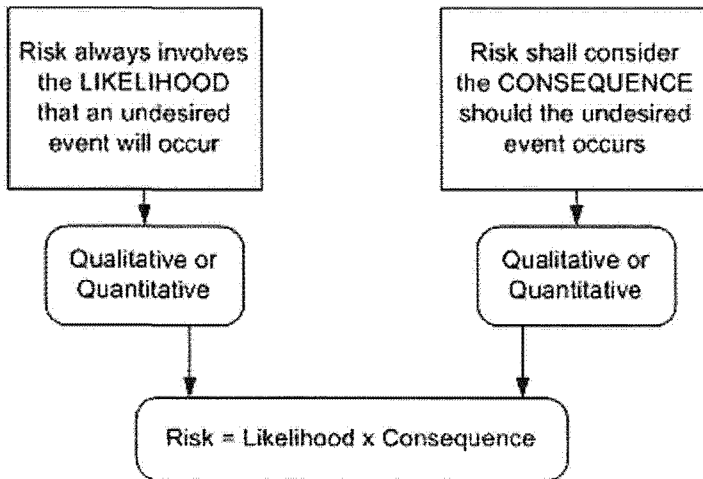 Risk always involves
the LIKELIHOOD
that an undesired
event will occur
Risk shall consider
the CONSEQUENCE
should the undesired
event occurs
Qualitative or
Quantitative
Qualitative or
Quantitative
Risk = Likelihood x Consequence